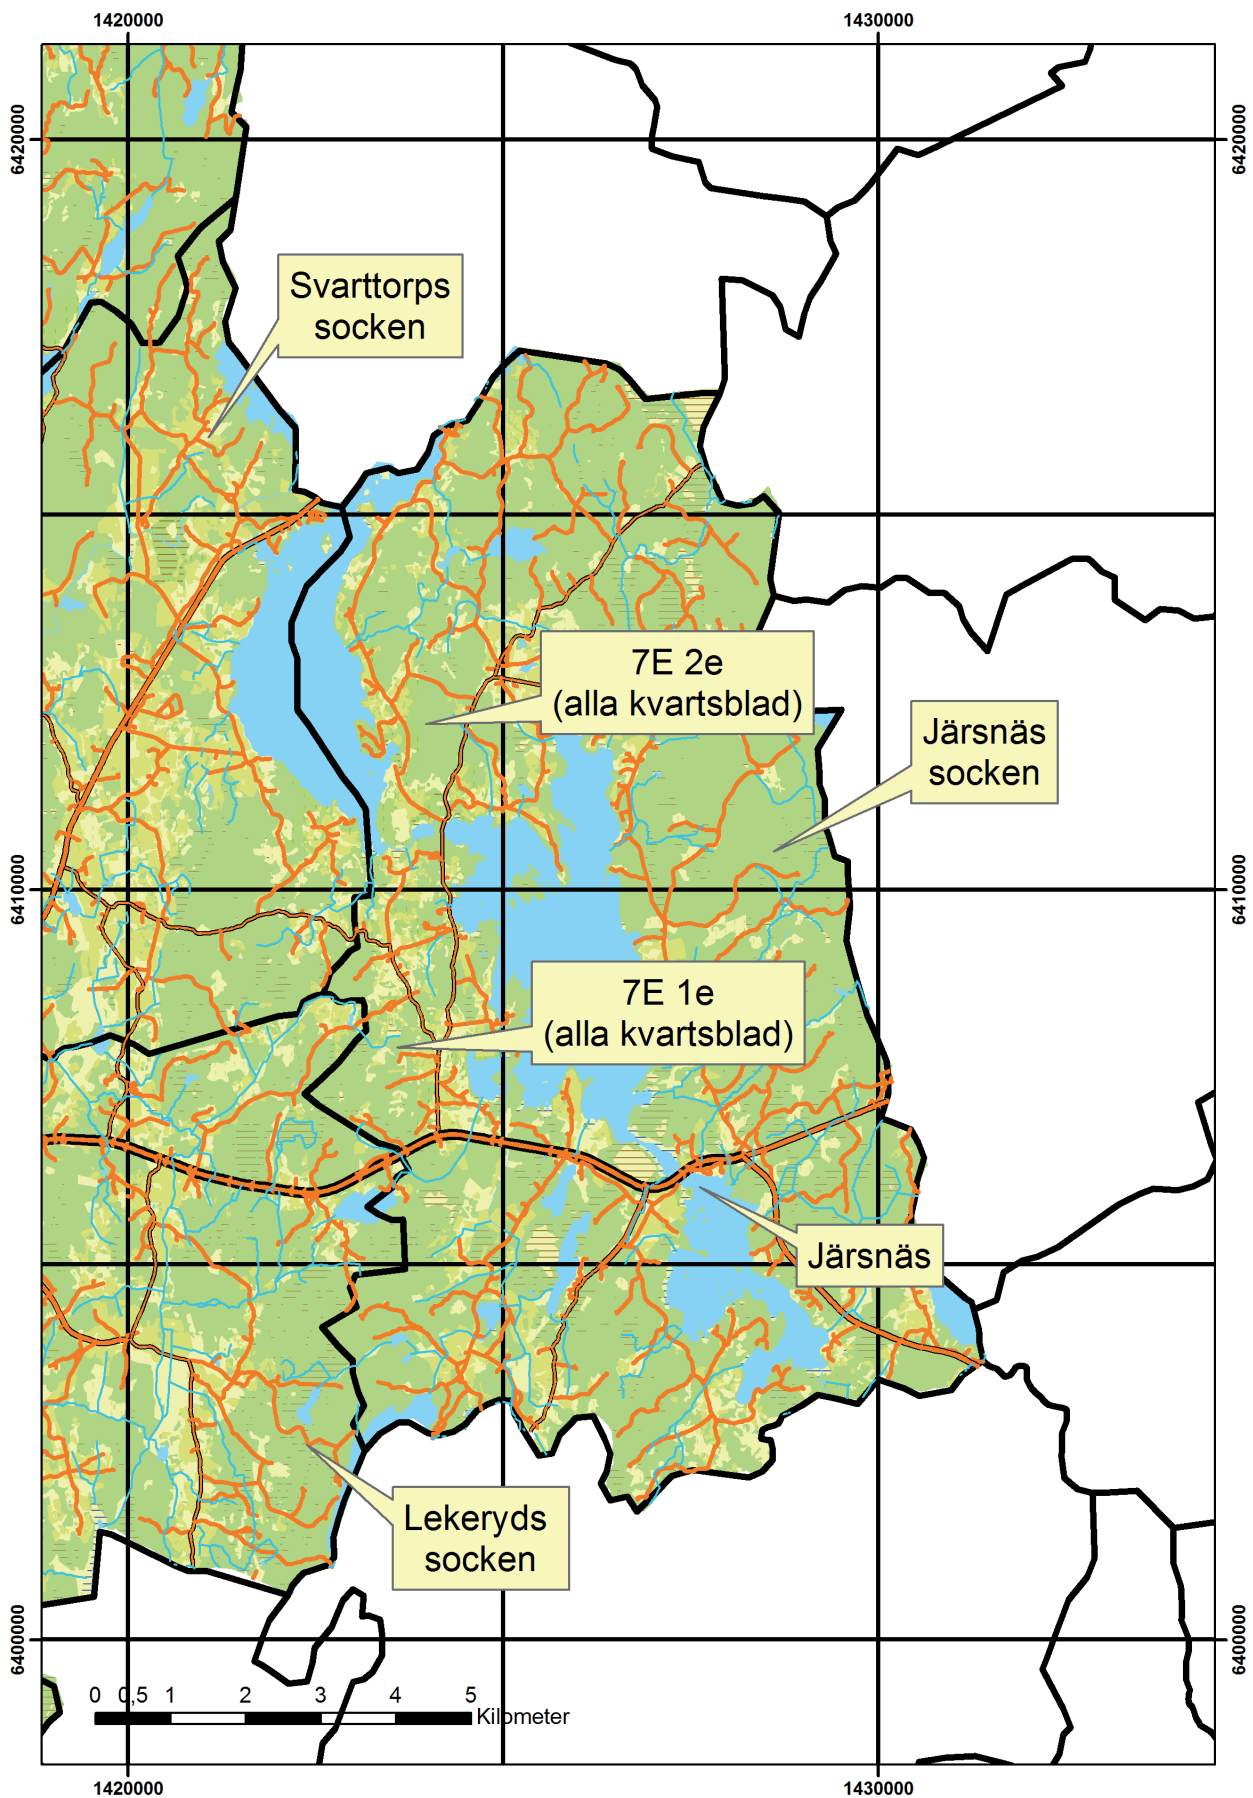 1420000
1430000
6420000
6420000
Svarttorps
socken
7E 2e
(alla kvartsblad)
Järsnäs
socken
6410000
6410000
7E 1e
(alla kvartsblad)
Järsnäs
Lekeryds
socken
6400000
6400000
0 0,5 1 2 3 4 5
Kilometer
1420000
1430000